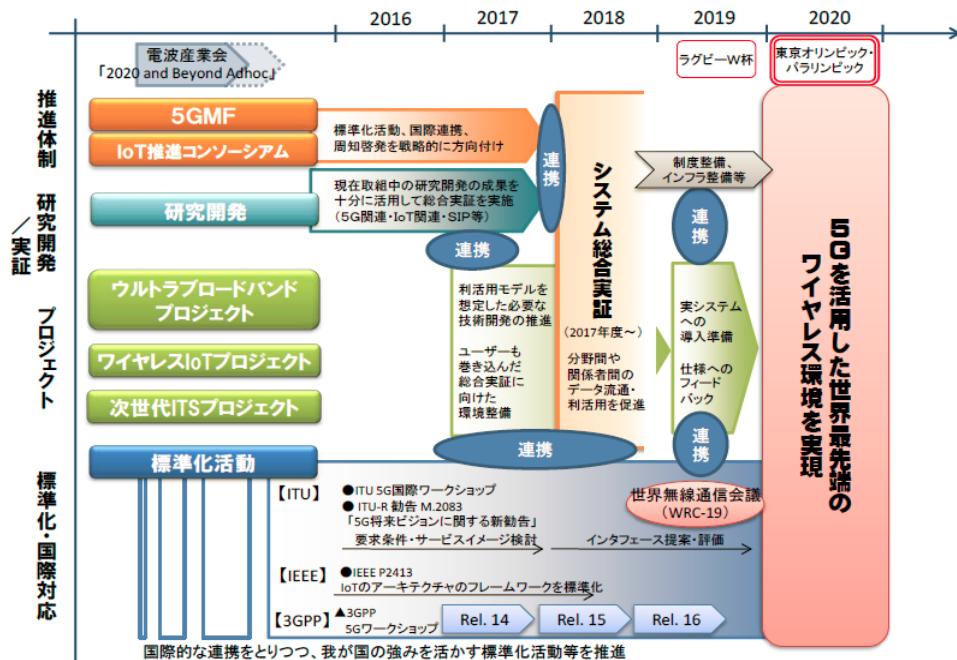 2016
2017
2018
2019
2020
電波産業会
「2020 and Beyond Adhoc」
ラグビーW杯
東京オリンピック・
パラリンピック
推進体制
5GMF
IoT推進コンソーシアム
標準化活動、国際連携、
周知啓発を戦略的に方向付け
連携
システム総合実証
(2017年度～)
分野間や
関係者間の
データ流通・
利活用を促進
制度整備、
インフラ整備等
連携
5Gを活用した世界最先端の
ワイヤレス環境を実現
研究開発
／実証
研究開発
現在取組中の研究開発の成果を
十分に活用して総合実証を実施
(5G関連・IoT関連・SIP等)
連携
プロジェクト
ウルトラブロードバンド
プロジェクト
ワイヤレスIoTプロジェクト
次世代ITSプロジェクト
利活用モデルを
想定した必要な
技術開発の推進
ユーザーも
巻き込んだ
総合実証に
向けた
環境整備
実システム
への
導入準備
仕様への
フィード
バック
連携
連携
標準化・国際対応
標準化活動
【ITU】
●ITU 5G国際ワークショップ
●ITU-R 勧告 M.2083
「5G将来ビジョンに関する新勧告」
要求条件・サービスイメージ検討
インタフェース提案・評価
世界無線通信会議
(WRC-19)
【IEEE】
●IEEE P2413
IoTのアーキテクチャのフレームワークを標準化
【3GPP】
▲3GPP
5Gワークショップ
Rel. 14
Rel. 15
Rel. 16
国際的な連携をとりつつ、我が国の強みを活かす標準化活動等を推進